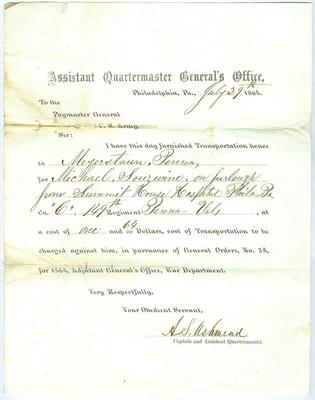 Assistant Quartermaster General's Office,
Philadelphia, Pa., July 29th 1864.
To the
Paymaster General
U. S. Army.
Sir:
I have this day furnished Transportation hence
to Meyerstown, Penna,
for Michael Sourwine, on furlough
from Summit House Hospital Phila Pa
Co. "C", 149th Regiment Penna Vols, at
a cost of one and 64 Dollars, cost of Transportation to be
charged against him, in pursuance of General Orders, No. 38,
for 1864, Adjutant General's Office, War Department.
Very Respectfully,
Your Obedient Servant,
A. S. Ashmead
Captain and Assistant Quartermaster.